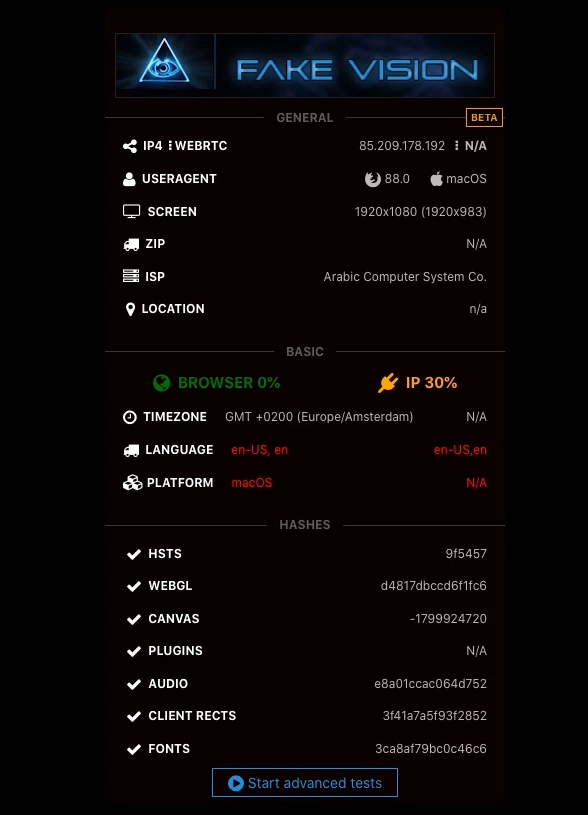 FAKE VISION
GENERAL
BETA
IP4 ⋮ WEBRTC 85.209.178.192 ⋮ N/A
USERAGENT 88.0 macOS
SCREEN 1920x1080 (1920x983)
ZIP N/A
ISP Arabic Computer System Co.
LOCATION n/a
BASIC
BROWSER 0% IP 30%
TIMEZONE GMT +0200 (Europe/Amsterdam) N/A
LANGUAGE en-US, en en-US,en
PLATFORM macOS N/A
HASHES
HSTS 9f5457
WEBGL d4817dbccd6f1fc6
CANVAS -1799924720
PLUGINS N/A
AUDIO e8a01ccac064d752
CLIENT RECTS 3f41a7a5f93f2852
FONTS 3ca8af79bc0c46c6
Start advanced tests